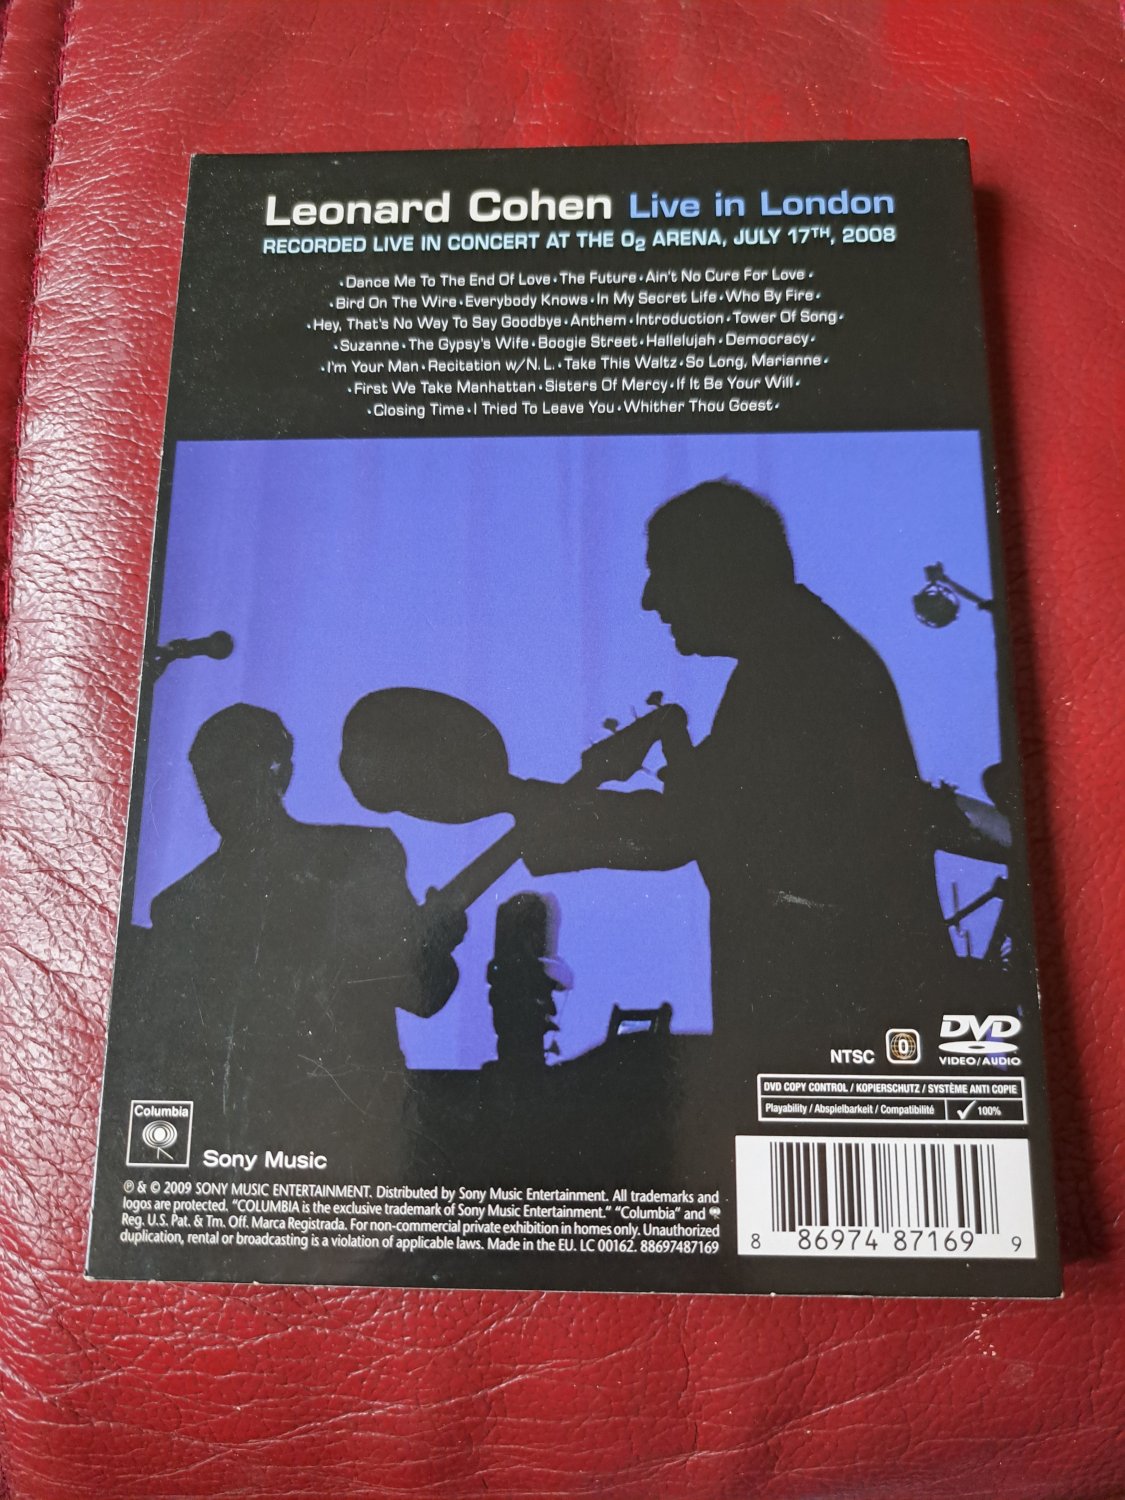 Leonard Cohen Live in London
RECORDED LIVE IN CONCERT AT THE O2 ARENA, JULY 17TH, 2008
•Dance Me To The End Of Love•The Future•Ain't No Cure For Love•
•Bird On The Wire•Everybody Knows•In My Secret Life•Who By Fire•
•Hey, That's No Way To Say Goodbye•Anthem•Introduction•Tower Of Song•
•Suzanne•The Gypsy's Wife•Boogie Street•Hallelujah•Democracy•
•I'm Your Man•Recitation w/N.L.•Take This Waltz•So Long, Marianne•
•First We Take Manhattan•Sisters Of Mercy•If It Be Your Will•
•Closing Time•I Tried To Leave You•Whither Thou Goest•
NTSC 0 DVD
VIDEO/AUDIO
DVD COPY CONTROL / KOPIERSCHUTZ / SYSTÈME ANTI COPIE
Playability / Abspielbarkeit / Compatibilité 100%
Columbia
Sony Music
℗ & © 2009 SONY MUSIC ENTERTAINMENT. Distributed by Sony Music Entertainment. All trademarks and
logos are protected. "COLUMBIA is the exclusive trademark of Sony Music Entertainment." "Columbia" and
Reg. U.S. Pat. & Tm. Off. Marca Registrada. For non-commercial private exhibition in homes only. Unauthorized
duplication, rental or broadcasting is a violation of applicable laws. Made in the EU. LC 00162. 88697487169
8 86974 87169 9